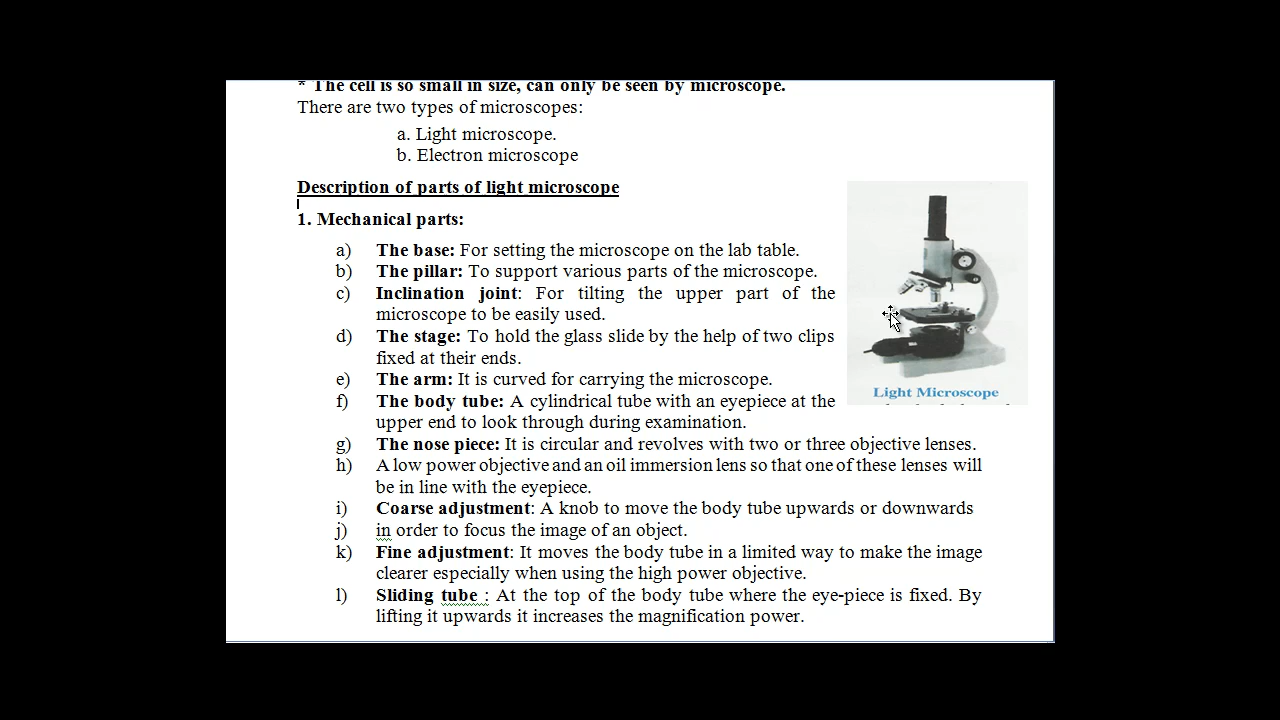 * The cell is so small in size, can only be seen by microscope.
There are two types of microscopes:
a. Light microscope.
b. Electron microscope
Description of parts of light microscope
1. Mechanical parts:
a) The base: For setting the microscope on the lab table.
b) The pillar: To support various parts of the microscope.
c) Inclination joint: For tilting the upper part of the
microscope to be easily used.
d) The stage: To hold the glass slide by the help of two clips
fixed at their ends.
e) The arm: It is curved for carrying the microscope.
f) The body tube: A cylindrical tube with an eyepiece at the
upper end to look through during examination.
g) The nose piece: It is circular and revolves with two or three objective lenses.
h) A low power objective and an oil immersion lens so that one of these lenses will
be in line with the eyepiece.
i) Coarse adjustment: A knob to move the body tube upwards or downwards
j) in order to focus the image of an object.
k) Fine adjustment: It moves the body tube in a limited way to make the image
clearer especially when using the high power objective.
l) Sliding tube : At the top of the body tube where the eye-piece is fixed. By
lifting it upwards it increases the magnification power.
Light Microscope